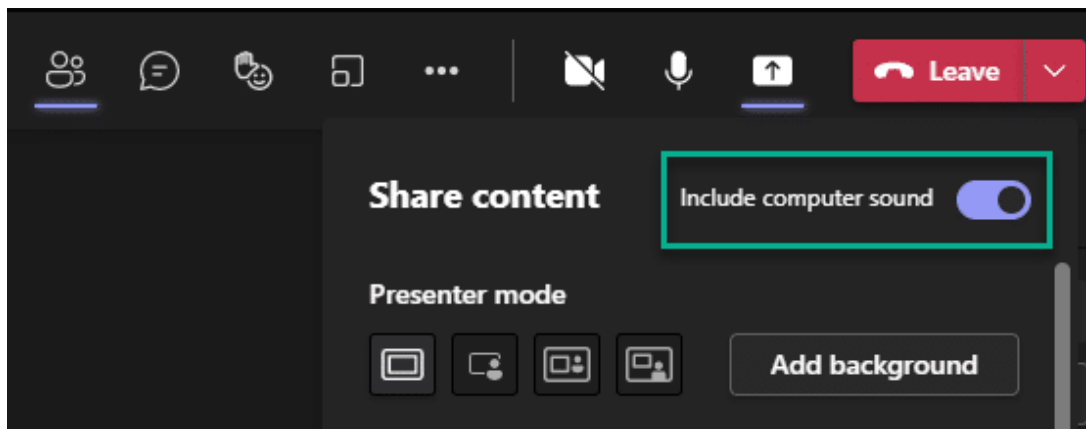 Leave
Share content
Include computer sound
Presenter mode
Add background